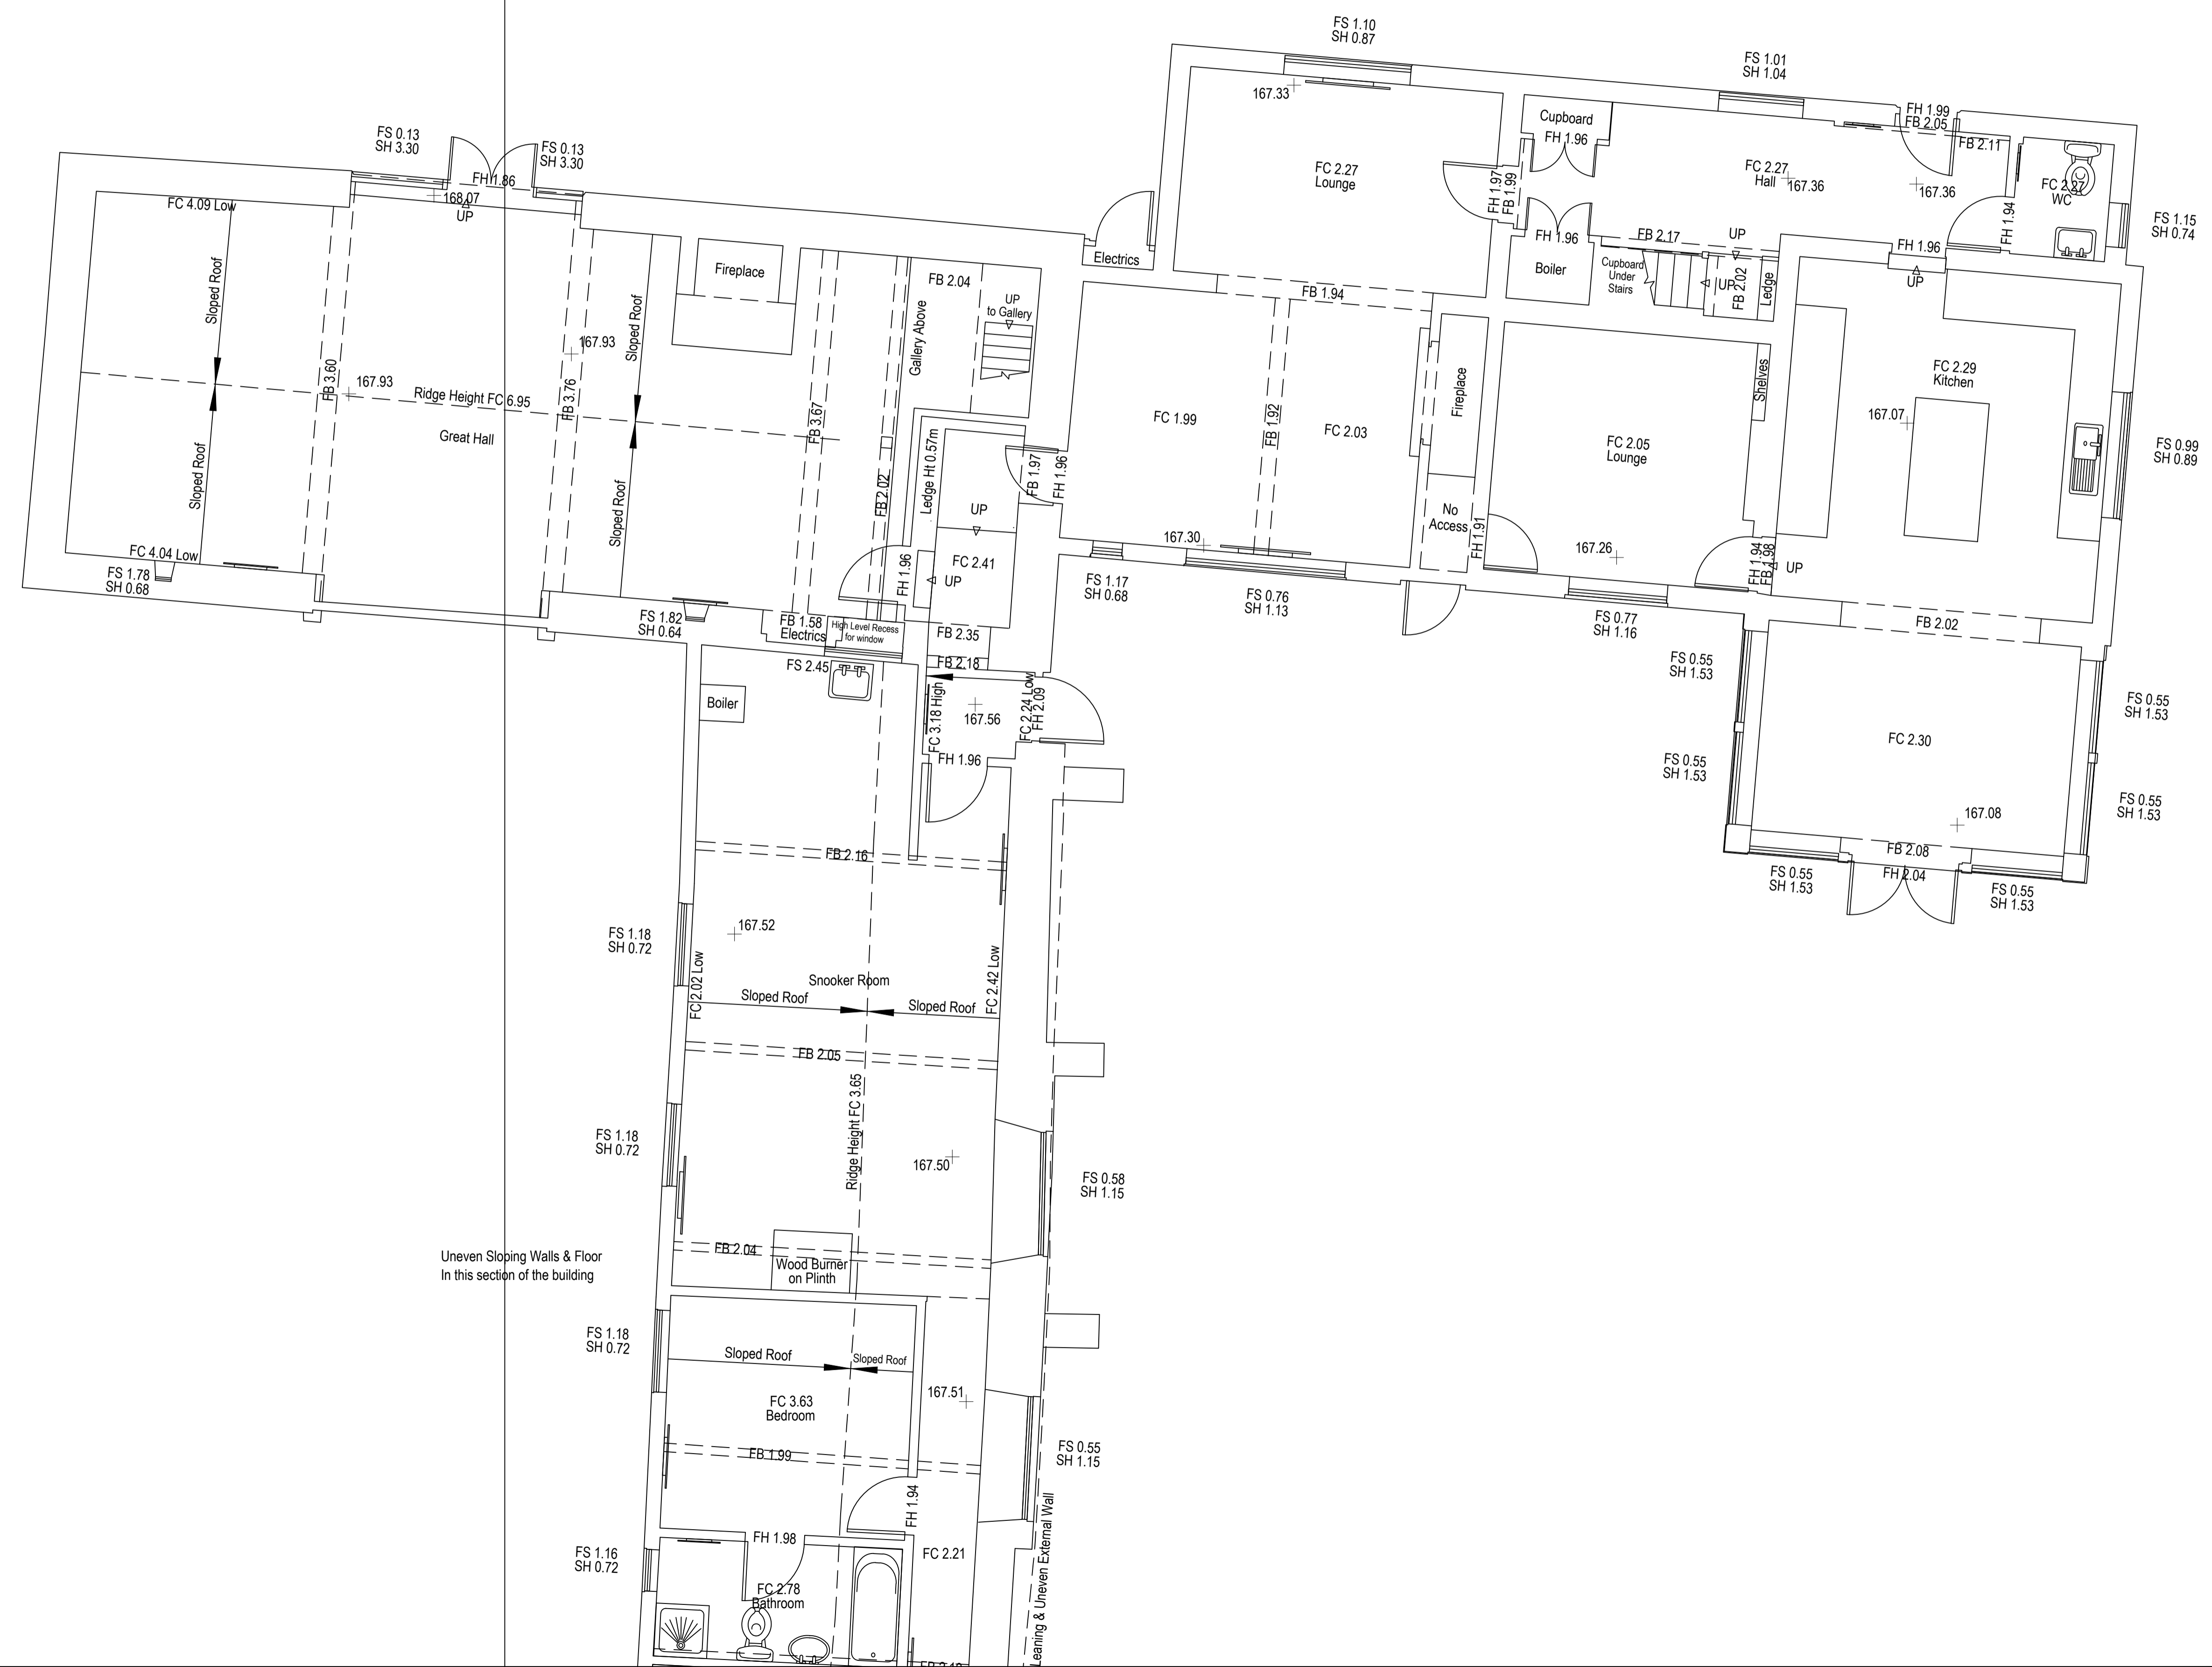 FS 1.10
SH 0.87
FS 1.01
SH 1.04
167.33
Cupboard
FH 1.96
FH 1.99
FB 2.05
FB 2.11
FS 0.13
SH 3.30
FS 0.13
SH 3.30
FH 1.86
168.07
UP
FC 4.09 Low
FC 2.27
Lounge
FH 1.97
FB 1.99
FC 2.27
Hall
167.36
167.36
FC 2.27
WC
FH 1.94
FS 1.15
SH 0.74
Sloped Roof
Sloped Roof
Fireplace
Electrics
FB 2.04
UP
to Gallery
Gallery Above
FH 1.96
Boiler
FB 2.17
UP
Cupboard
Under
Stairs
UP
FB 2.02
Ledge
FH 1.96
UP
FB 1.94
167.93
167.93
FB 3.60
Ridge Height FC 6.95
FB 3.76
FB 3.67
Great Hall
Sloped Roof
Sloped Roof
FB 2.02
Ledge Ht 0.57m
FB 1.97
FH 1.96
FC 1.99
FB 1.92
FC 2.03
Fireplace
FC 2.05
Lounge
Shelves
FC 2.29
Kitchen
167.07
FS 0.99
SH 0.89
UP
No
Access
FH 1.91
167.30
167.26
FH 1.94
FB 1.98
UP
FC 4.04 Low
FS 1.78
SH 0.68
FC 2.41
UP
FH 1.96
FS 1.17
SH 0.68
FS 0.76
SH 1.13
FS 0.77
SH 1.16
FB 2.02
FS 1.82
SH 0.64
FB 1.58
Electrics
High Level Recess
for window
FB 2.35
FB 2.18
FS 2.45
Boiler
FC 3.18 High
167.56
FC 2.24 Low
FH 2.09
FH 1.96
FS 0.55
SH 1.53
FS 0.55
SH 1.53
FC 2.30
FS 0.55
SH 1.53
FS 0.55
SH 1.53
167.08
FB 2.08
FH 2.04
FS 0.55
SH 1.53
FS 0.55
SH 1.53
FB 2.16
167.52
FS 1.18
SH 0.72
FC 2.02 Low
Snooker Room
Sloped Roof
Sloped Roof
FC 2.42 Low
FB 2.05
Ridge Height FC 3.65
FS 1.18
SH 0.72
167.50
FS 0.58
SH 1.15
FB 2.04
Wood Burner
on Plinth
Uneven Sloping Walls & Floor
In this section of the building
FS 1.18
SH 0.72
Sloped Roof
Sloped Roof
FC 3.63
Bedroom
167.51
FB 1.99
FS 0.55
SH 1.15
FH 1.94
FH 1.98
FS 1.16
SH 0.72
FC 2.21
FC 2.78
Bathroom
Leaning & Uneven External Wall